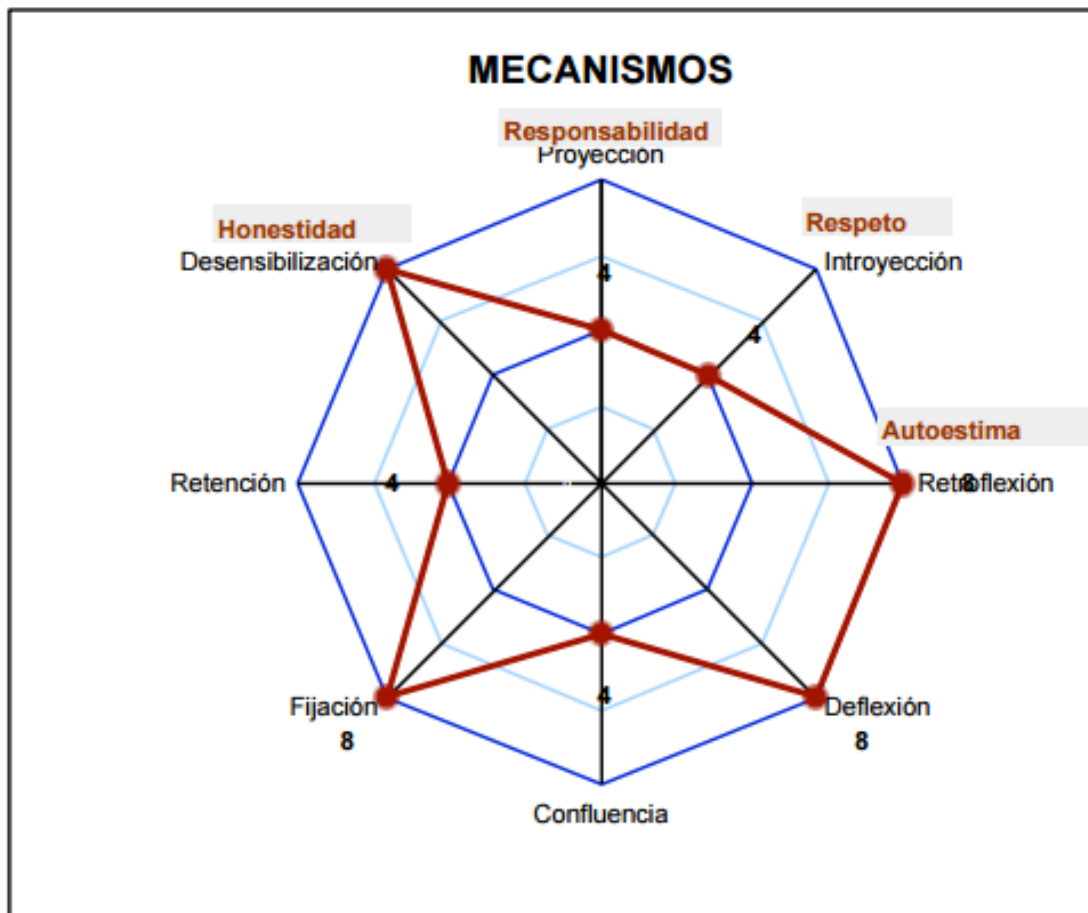 MECANISMOS
Responsabilidad
Proyección
Honestidad
Respeto
Desensibilización
Introyección
4
4
Autoestima
Retención
4
Retroflexión
8
Fijación
4
Deflexión
8
8
Confluencia